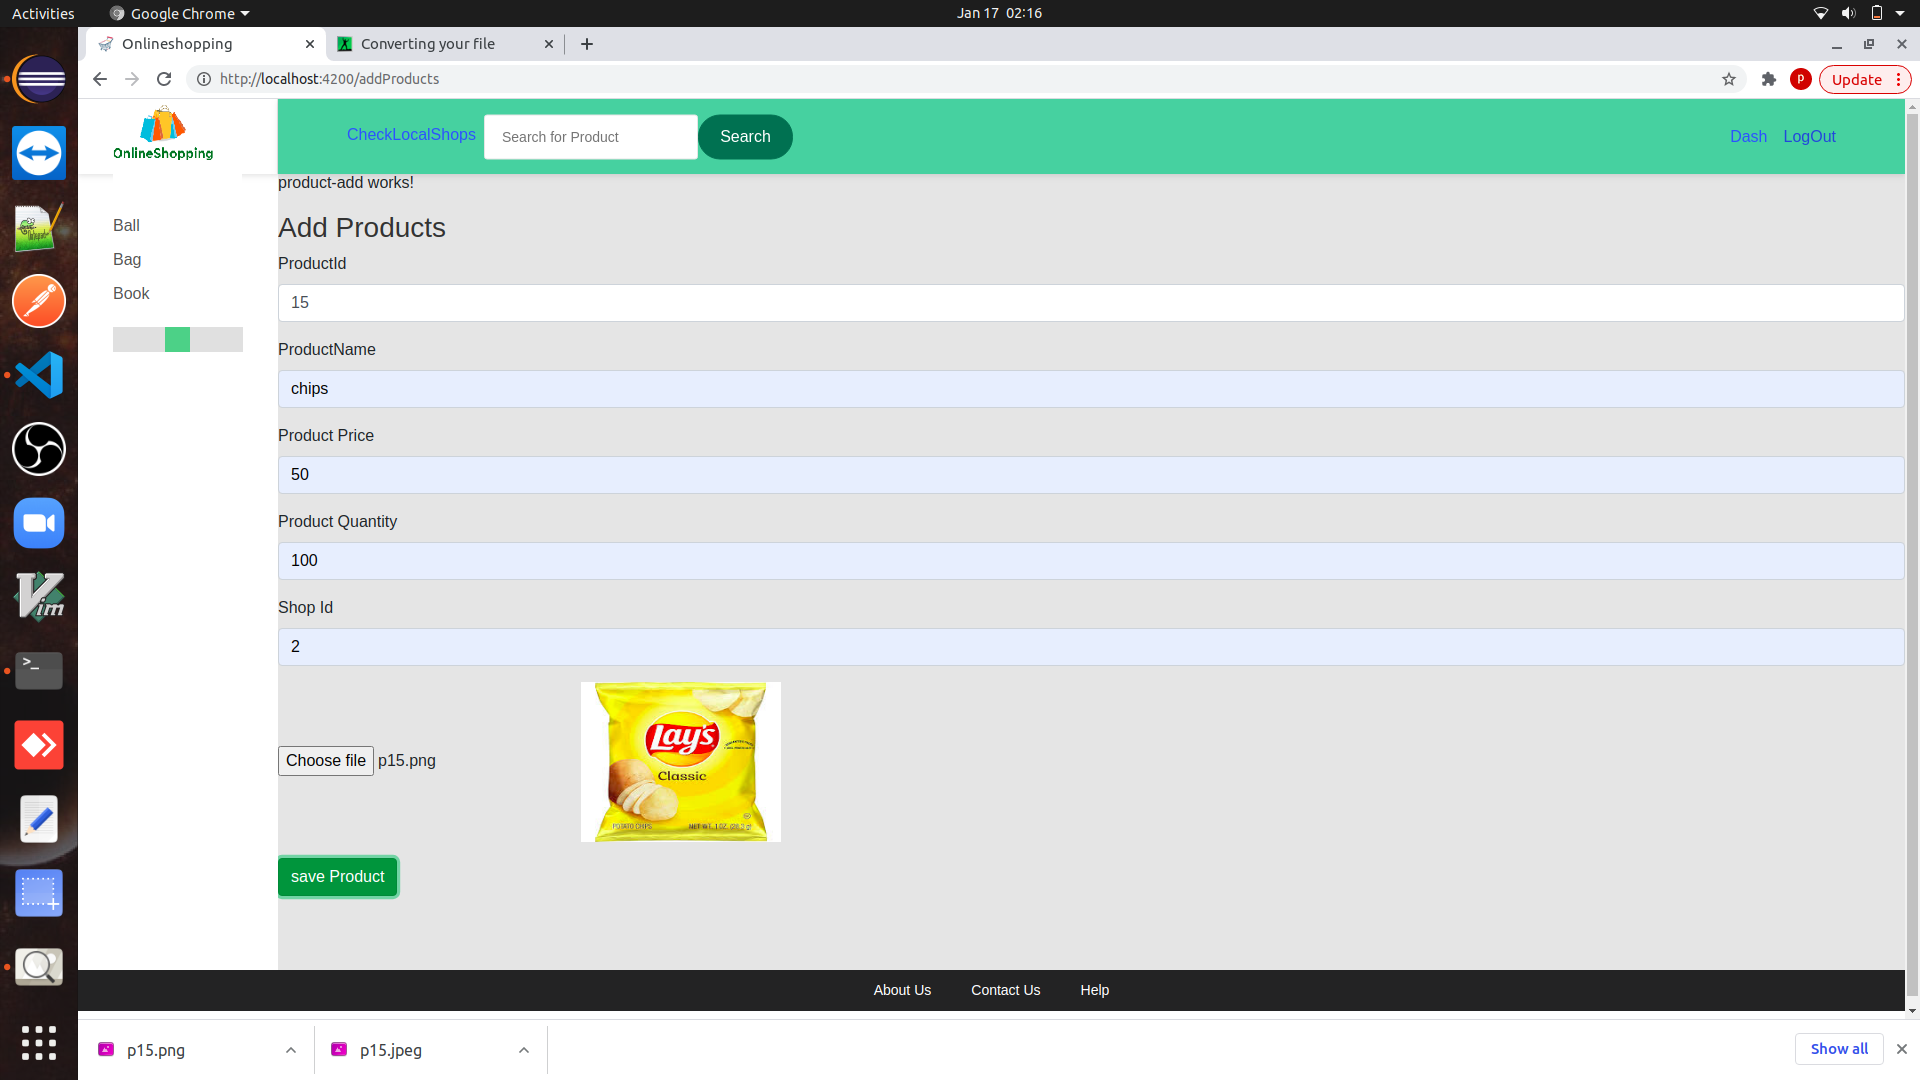 Activities
Google Chrome
Jan 17 02:16
Onlineshopping
Converting your file
http://localhost:4200/addProducts
P
Update
OnlineShopping
CheckLocalShops
Search for Product
Search
Dash
LogOut
product-add works!
Ball
Bag
Book
Add Products
ProductId
15
ProductName
chips
Product Price
50
Product Quantity
100
Shop Id
2
Choose file p15.png
Lay's
Classic
POTATO CHIPS
save Product
About Us
Contact Us
Help
p15.png
p15.jpeg
Show all
Vim
>_